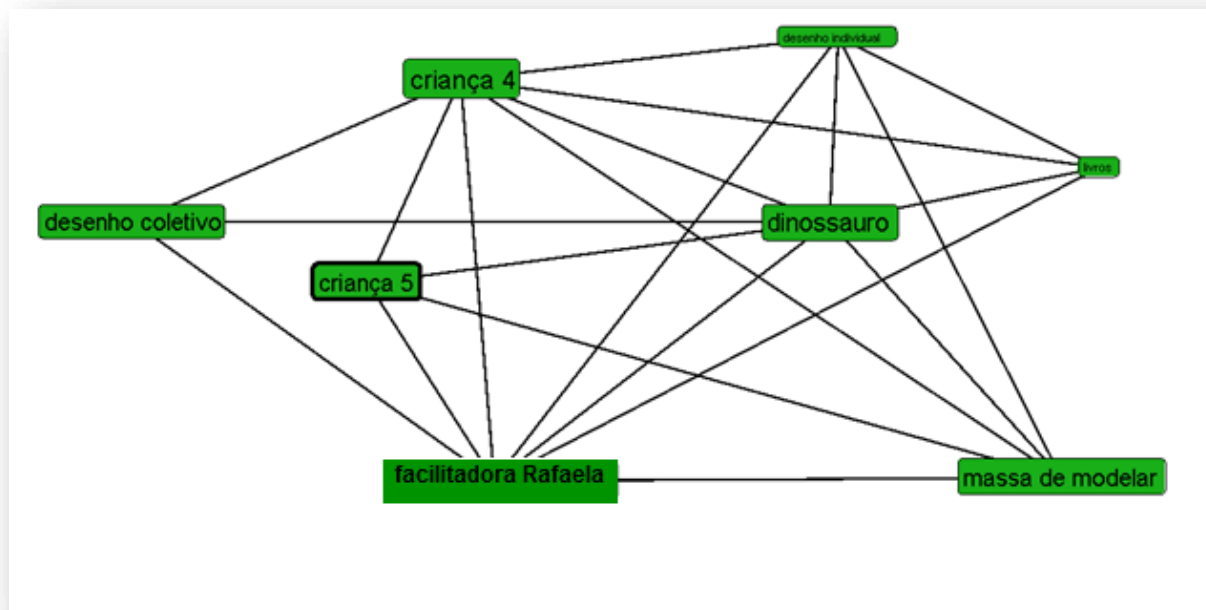 desenho individual
criança 4
livros
desenho coletivo
dinossauro
criança 5
facilitadora Rafaela
massa de modelar